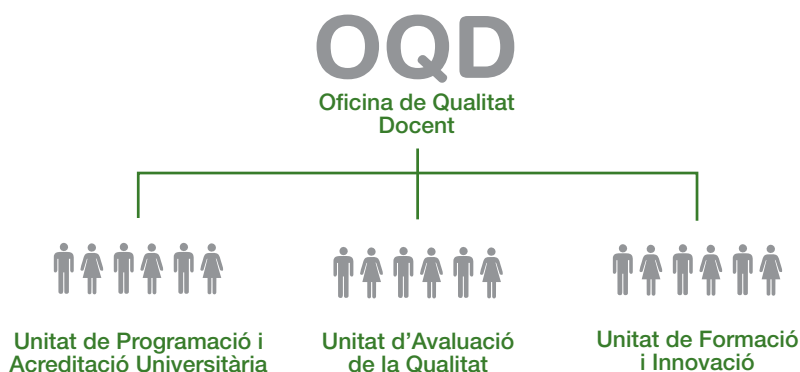 OQD
Oficina de Qualitat
Docent
Unitat de Programació i
Acreditació Universitària
Unitat d’Avaluació
de la Qualitat
Unitat de Formació
i Innovació